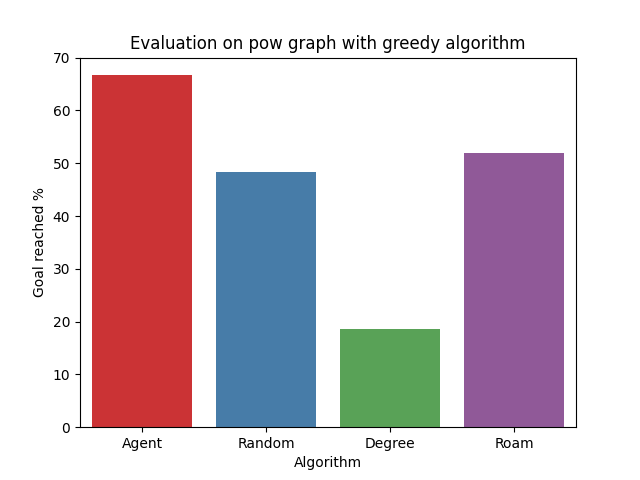 Evaluation on pow graph with greedy algorithm
Goal reached %
70
60
50
40
30
20
10
0
Agent Random Degree Roam
Algorithm